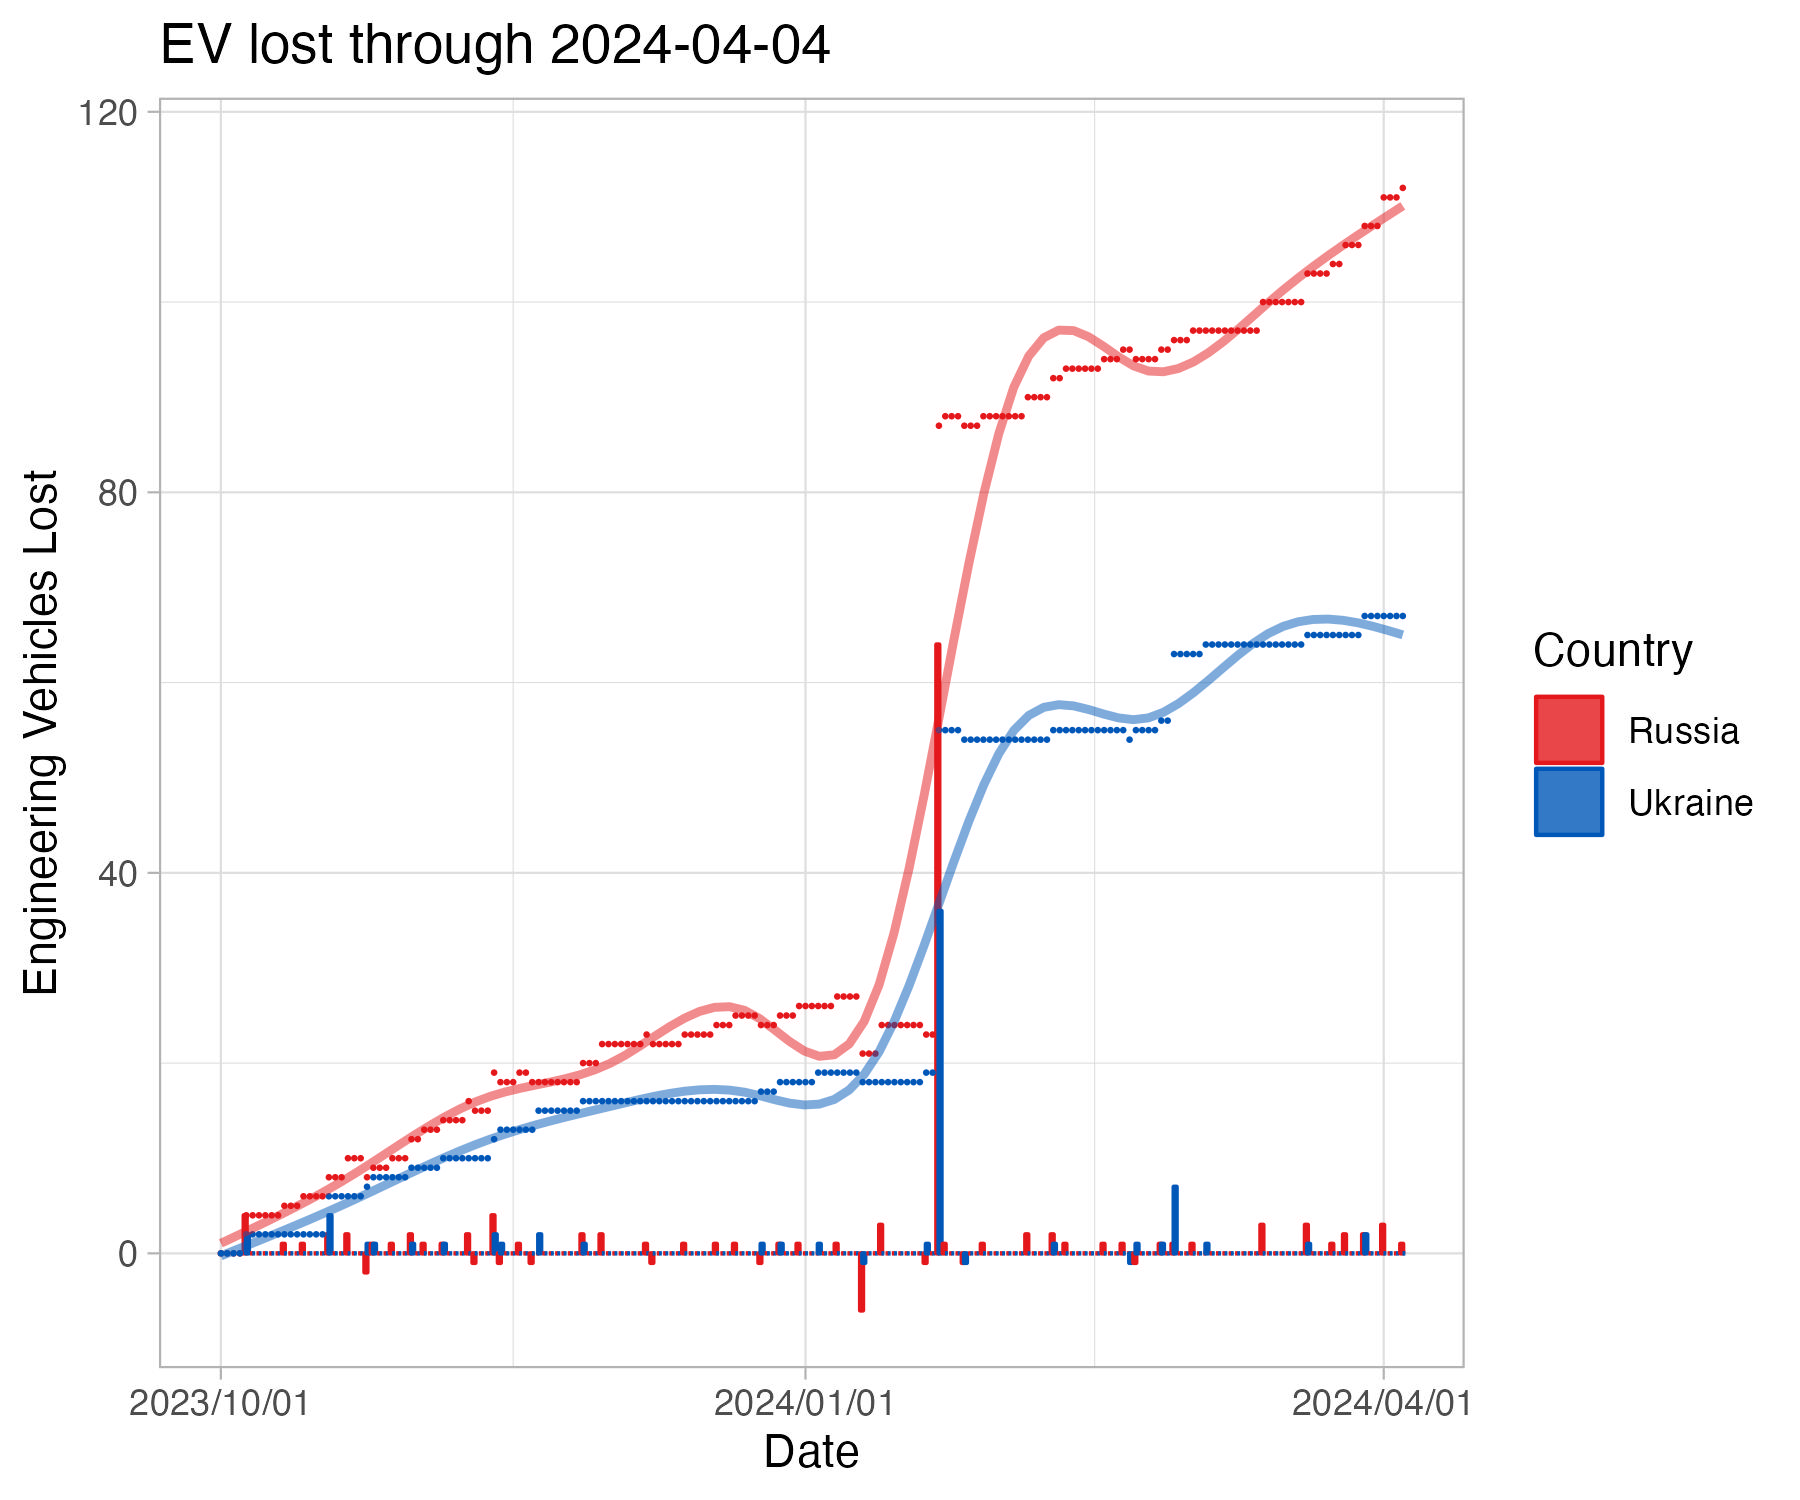 EV lost through 2024-04-04
120
80
40
0
Engineering Vehicles Lost
2023/10/01
2024/01/01
2024/04/01
Date
Country
Russia
Ukraine